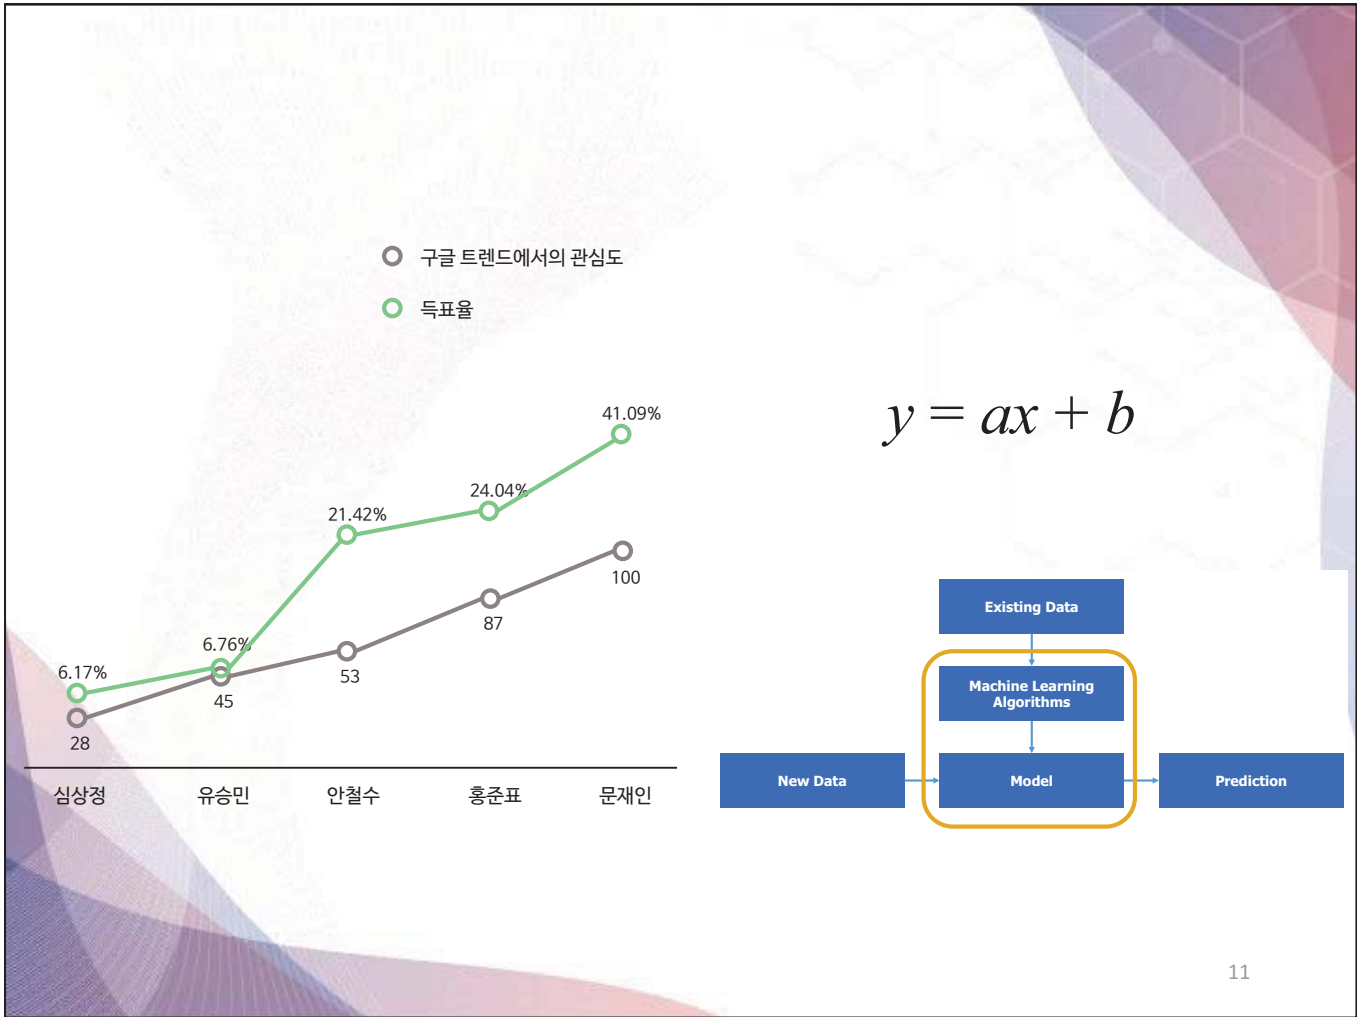 구글 트렌드에서의 관심도
득표율
6.17%
6.76%
21.42%
24.04%
41.09%
28
45
53
87
100
심상정
유승민
안철수
홍준표
문재인
y = ax + b
Existing Data
Machine Learning
Algorithms
New Data
Model
Prediction
11